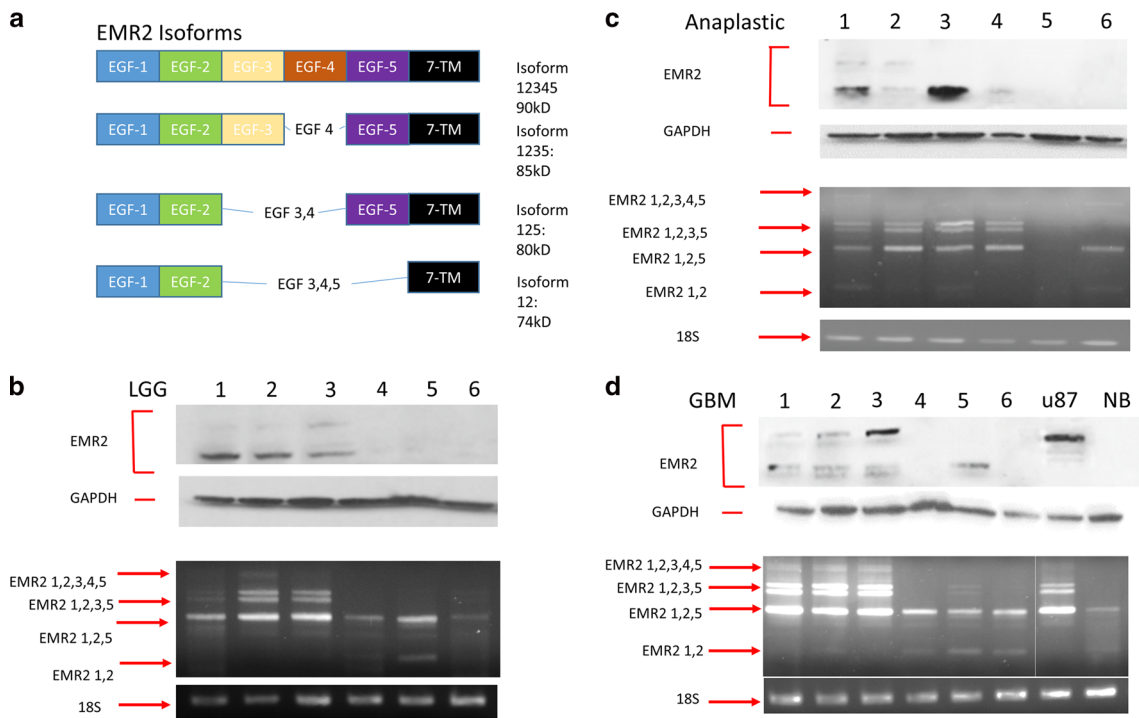 a
EMR2 Isoforms
EGF-1 EGF-2 EGF-3 EGF-4 EGF-5 7-TM
Isoform
12345
90kD
EGF-1 EGF-2 EGF-3 EGF 4 EGF-5 7-TM
Isoform
1235:
85kD
EGF-1 EGF-2 EGF 3,4 EGF-5 7-TM
Isoform
125:
80kD
EGF-1 EGF-2 EGF 3,4,5 7-TM
Isoform
12:
74kD
b
LGG 1 2 3 4 5 6
EMR2
GAPDH
EMR2 1,2,3,4,5
EMR2 1,2,3,5
EMR2 1,2,5
EMR2 1,2
18S
c
Anaplastic 1 2 3 4 5 6
EMR2
GAPDH
EMR2 1,2,3,4,5
EMR2 1,2,3,5
EMR2 1,2,5
EMR2 1,2
18S
d
GBM 1 2 3 4 5 6 u87 NB
EMR2
GAPDH
EMR2 1,2,3,4,5
EMR2 1,2,3,5
EMR2 1,2,5
EMR2 1,2
18S